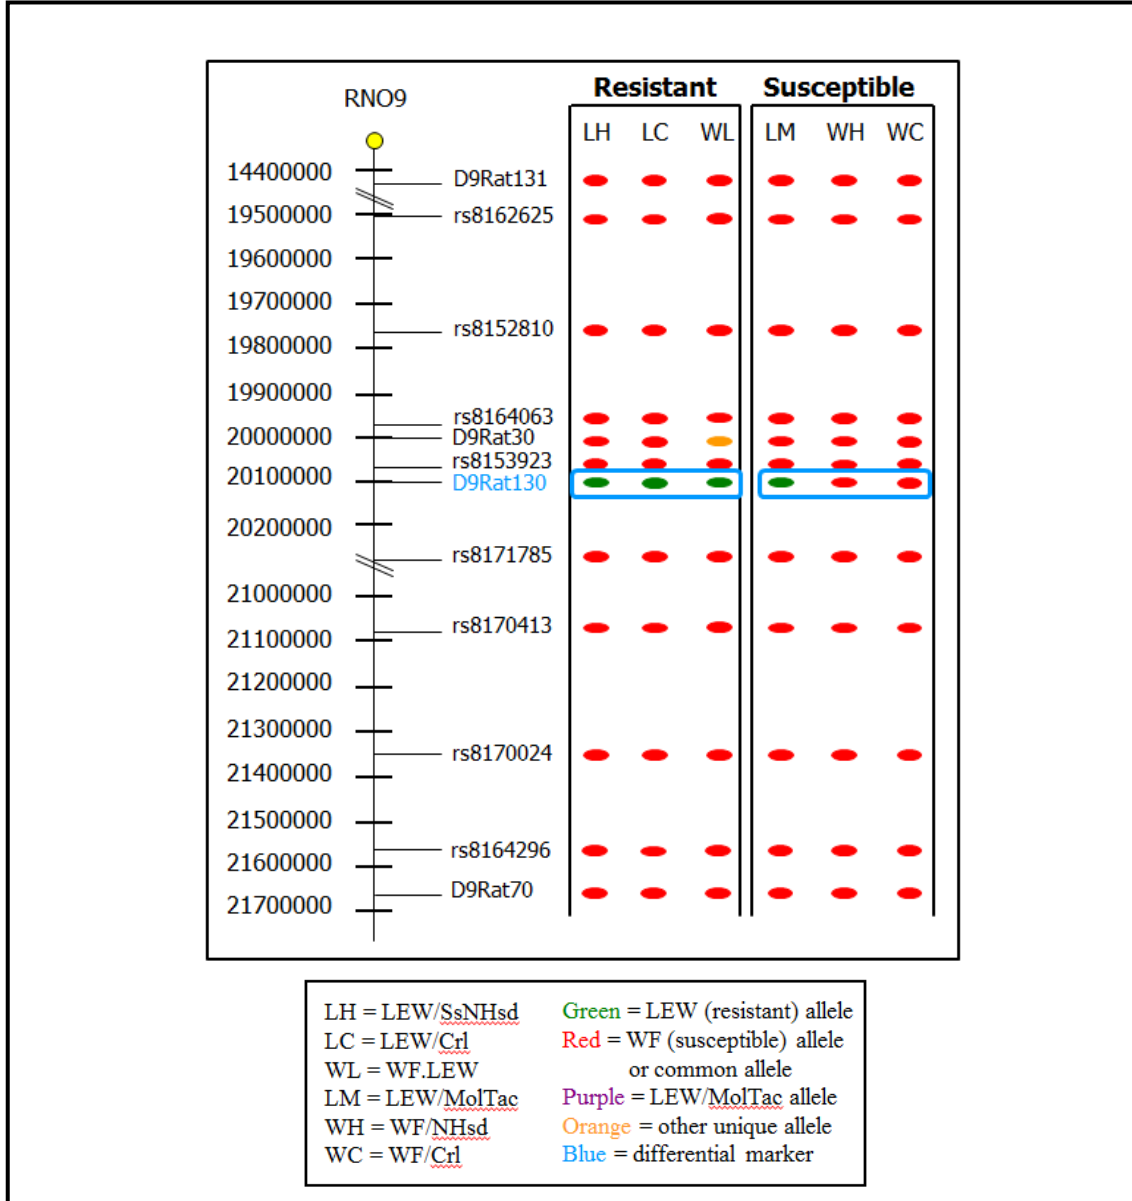 RNO9
Resistant Susceptible
LH LC WL LM WH WC
14400000 D9Rat131
19500000 rs8162625
19600000
19700000
rs8152810
19800000
19900000
rs8164063
20000000 D9Rat30
rs8153923
20100000 D9Rat130
20200000
rs8171785
21000000
rs8170413
21100000
21200000
21300000
rs8170024
21400000
21500000
rs8164296
21600000
D9Rat70
21700000
LH = LEW/SsNHsd Green = LEW (resistant) allele
LC = LEW/Crl Red = WF (susceptible) allele
WL = WF.LEW or common allele
LM = LEW/MolTac Purple = LEW/MolTac allele
WH = WF/NHsd Orange = other unique allele
WC = WF/Crl Blue = differential marker